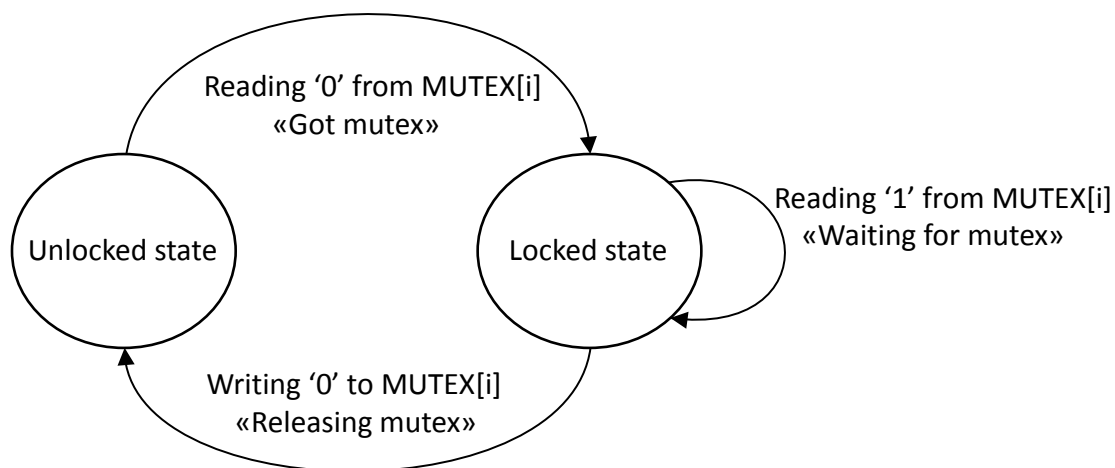 Reading ‘0’ from MUTEX[i]
«Got mutex»
Unlocked state
Locked state
Reading ‘1’ from MUTEX[i]
«Waiting for mutex»
Writing ‘0’ to MUTEX[i]
«Releasing mutex»